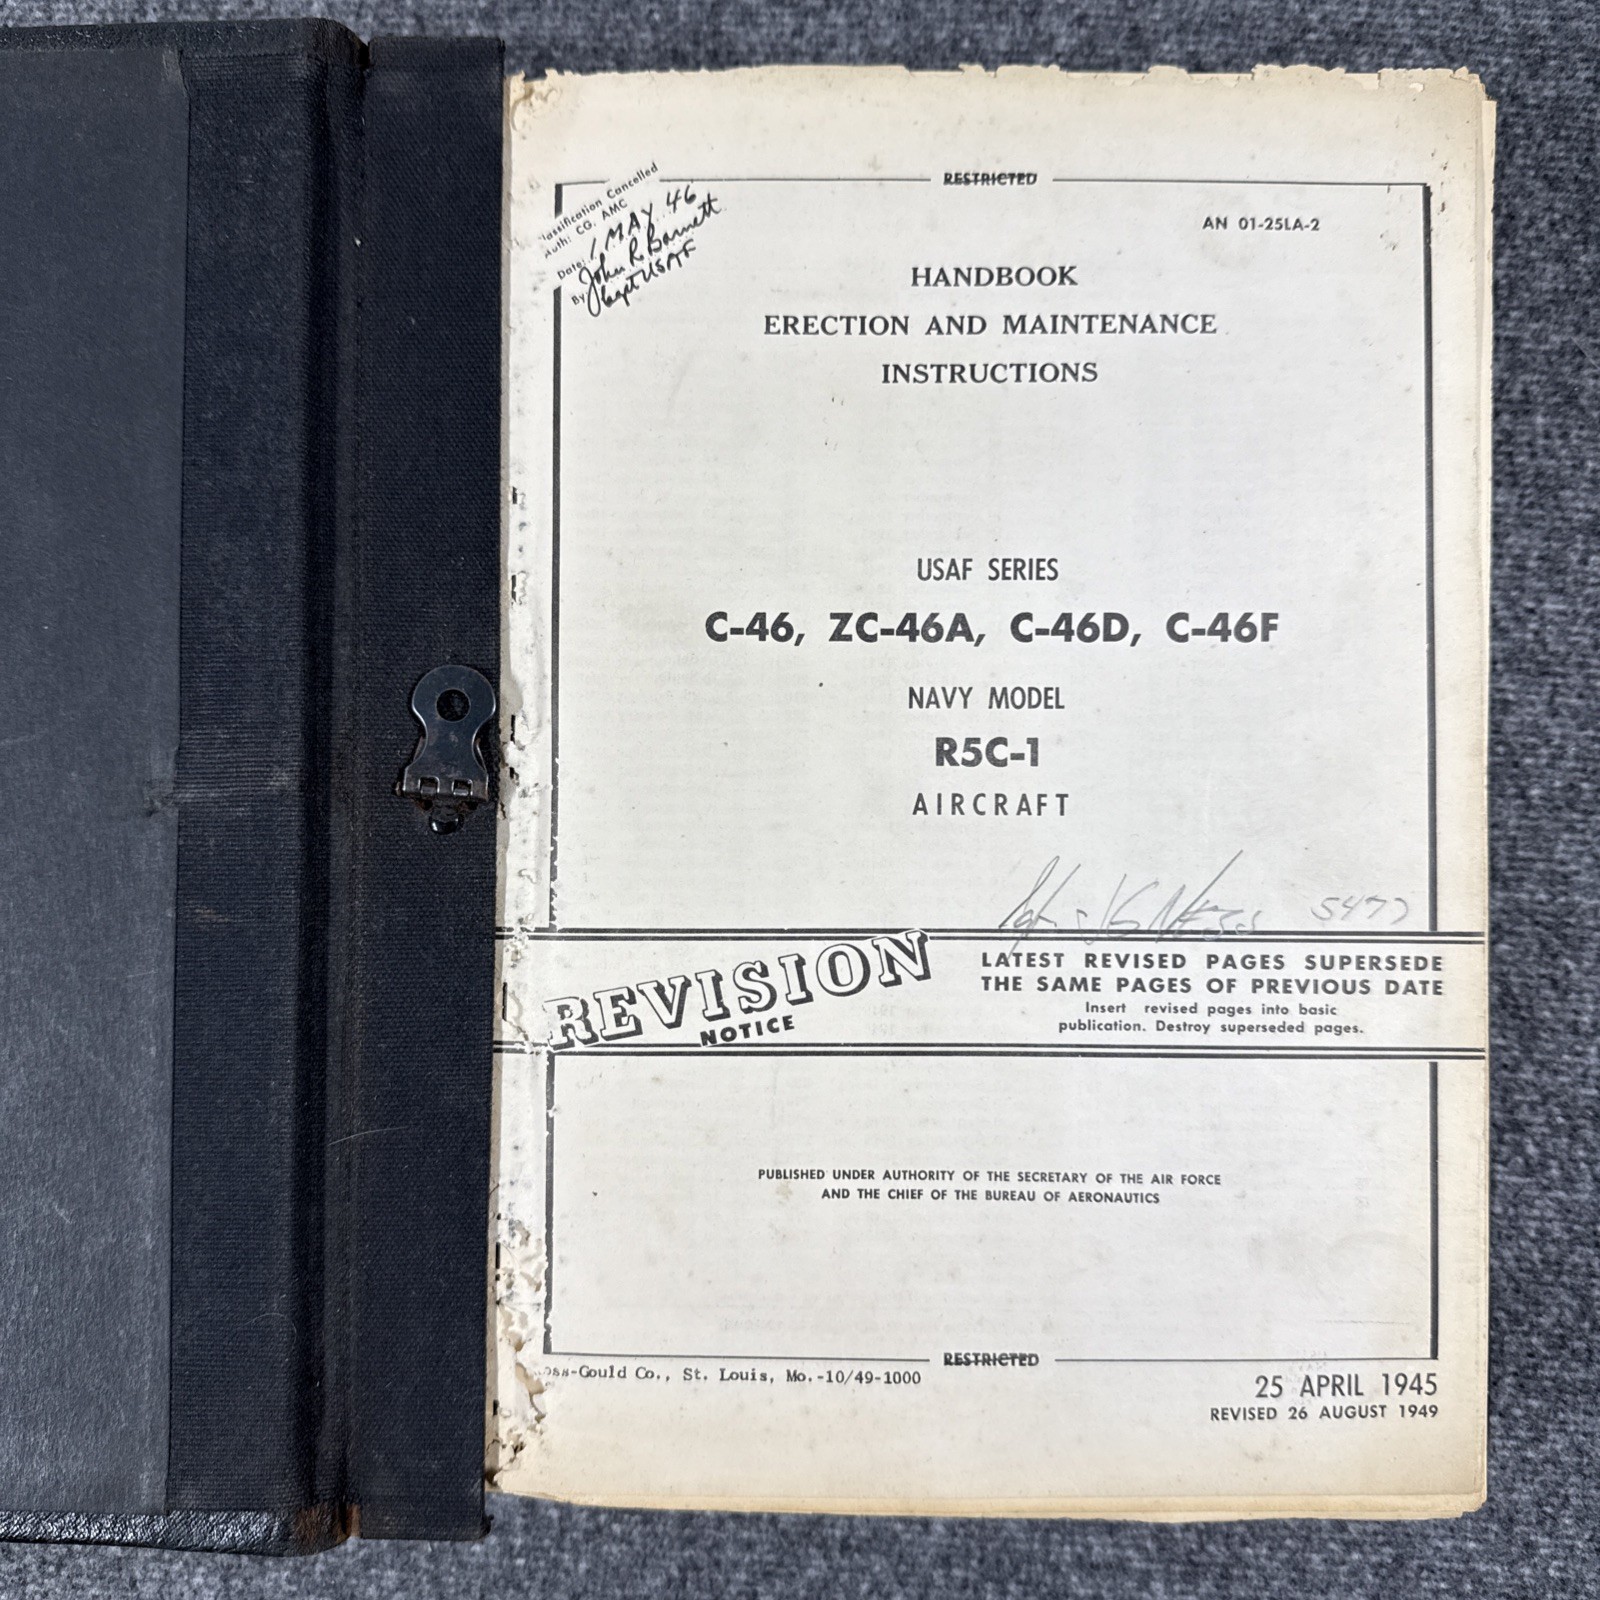 RESTRICTED
AN 01-25LA-2
lassification Cancelled
Auth: CG. AMC
Date: 1 MAY 46
By: John R Barnett
Capt USAF
HANDBOOK
ERECTION AND MAINTENANCE
INSTRUCTIONS
USAF SERIES
C-46, ZC-46A, C-46D, C-46F
NAVY MODEL
R5C-1
AIRCRAFT
5477
REVISION
NOTICE
LATEST REVISED PAGES SUPERSEDE
THE SAME PAGES OF PREVIOUS DATE
Insert revised pages into basic
publication. Destroy superseded pages.
PUBLISHED UNDER AUTHORITY OF THE SECRETARY OF THE AIR FORCE
AND THE CHIEF OF THE BUREAU OF AERONAUTICS
RESTRICTED
oss-Gould Co., St. Louis, Mo.-10/49-1000
25 APRIL 1945
REVISED 26 AUGUST 1949